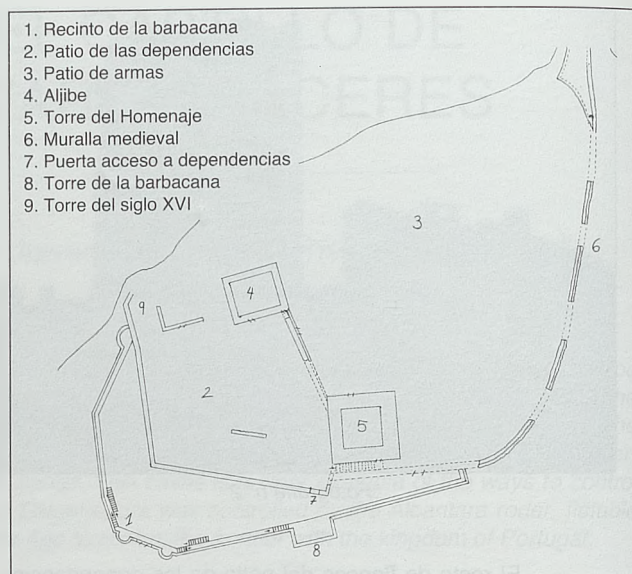 1. Recinto de la barbacana
2. Patio de las dependencias
3. Patio de armas
4. Aljibe
5. Torre del Homenaje
6. Muralla medieval
7. Puerta acceso a dependencias
8. Torre de la barbacana
9. Torre del siglo XVI
3
6
4
9
2
5
7
1
8